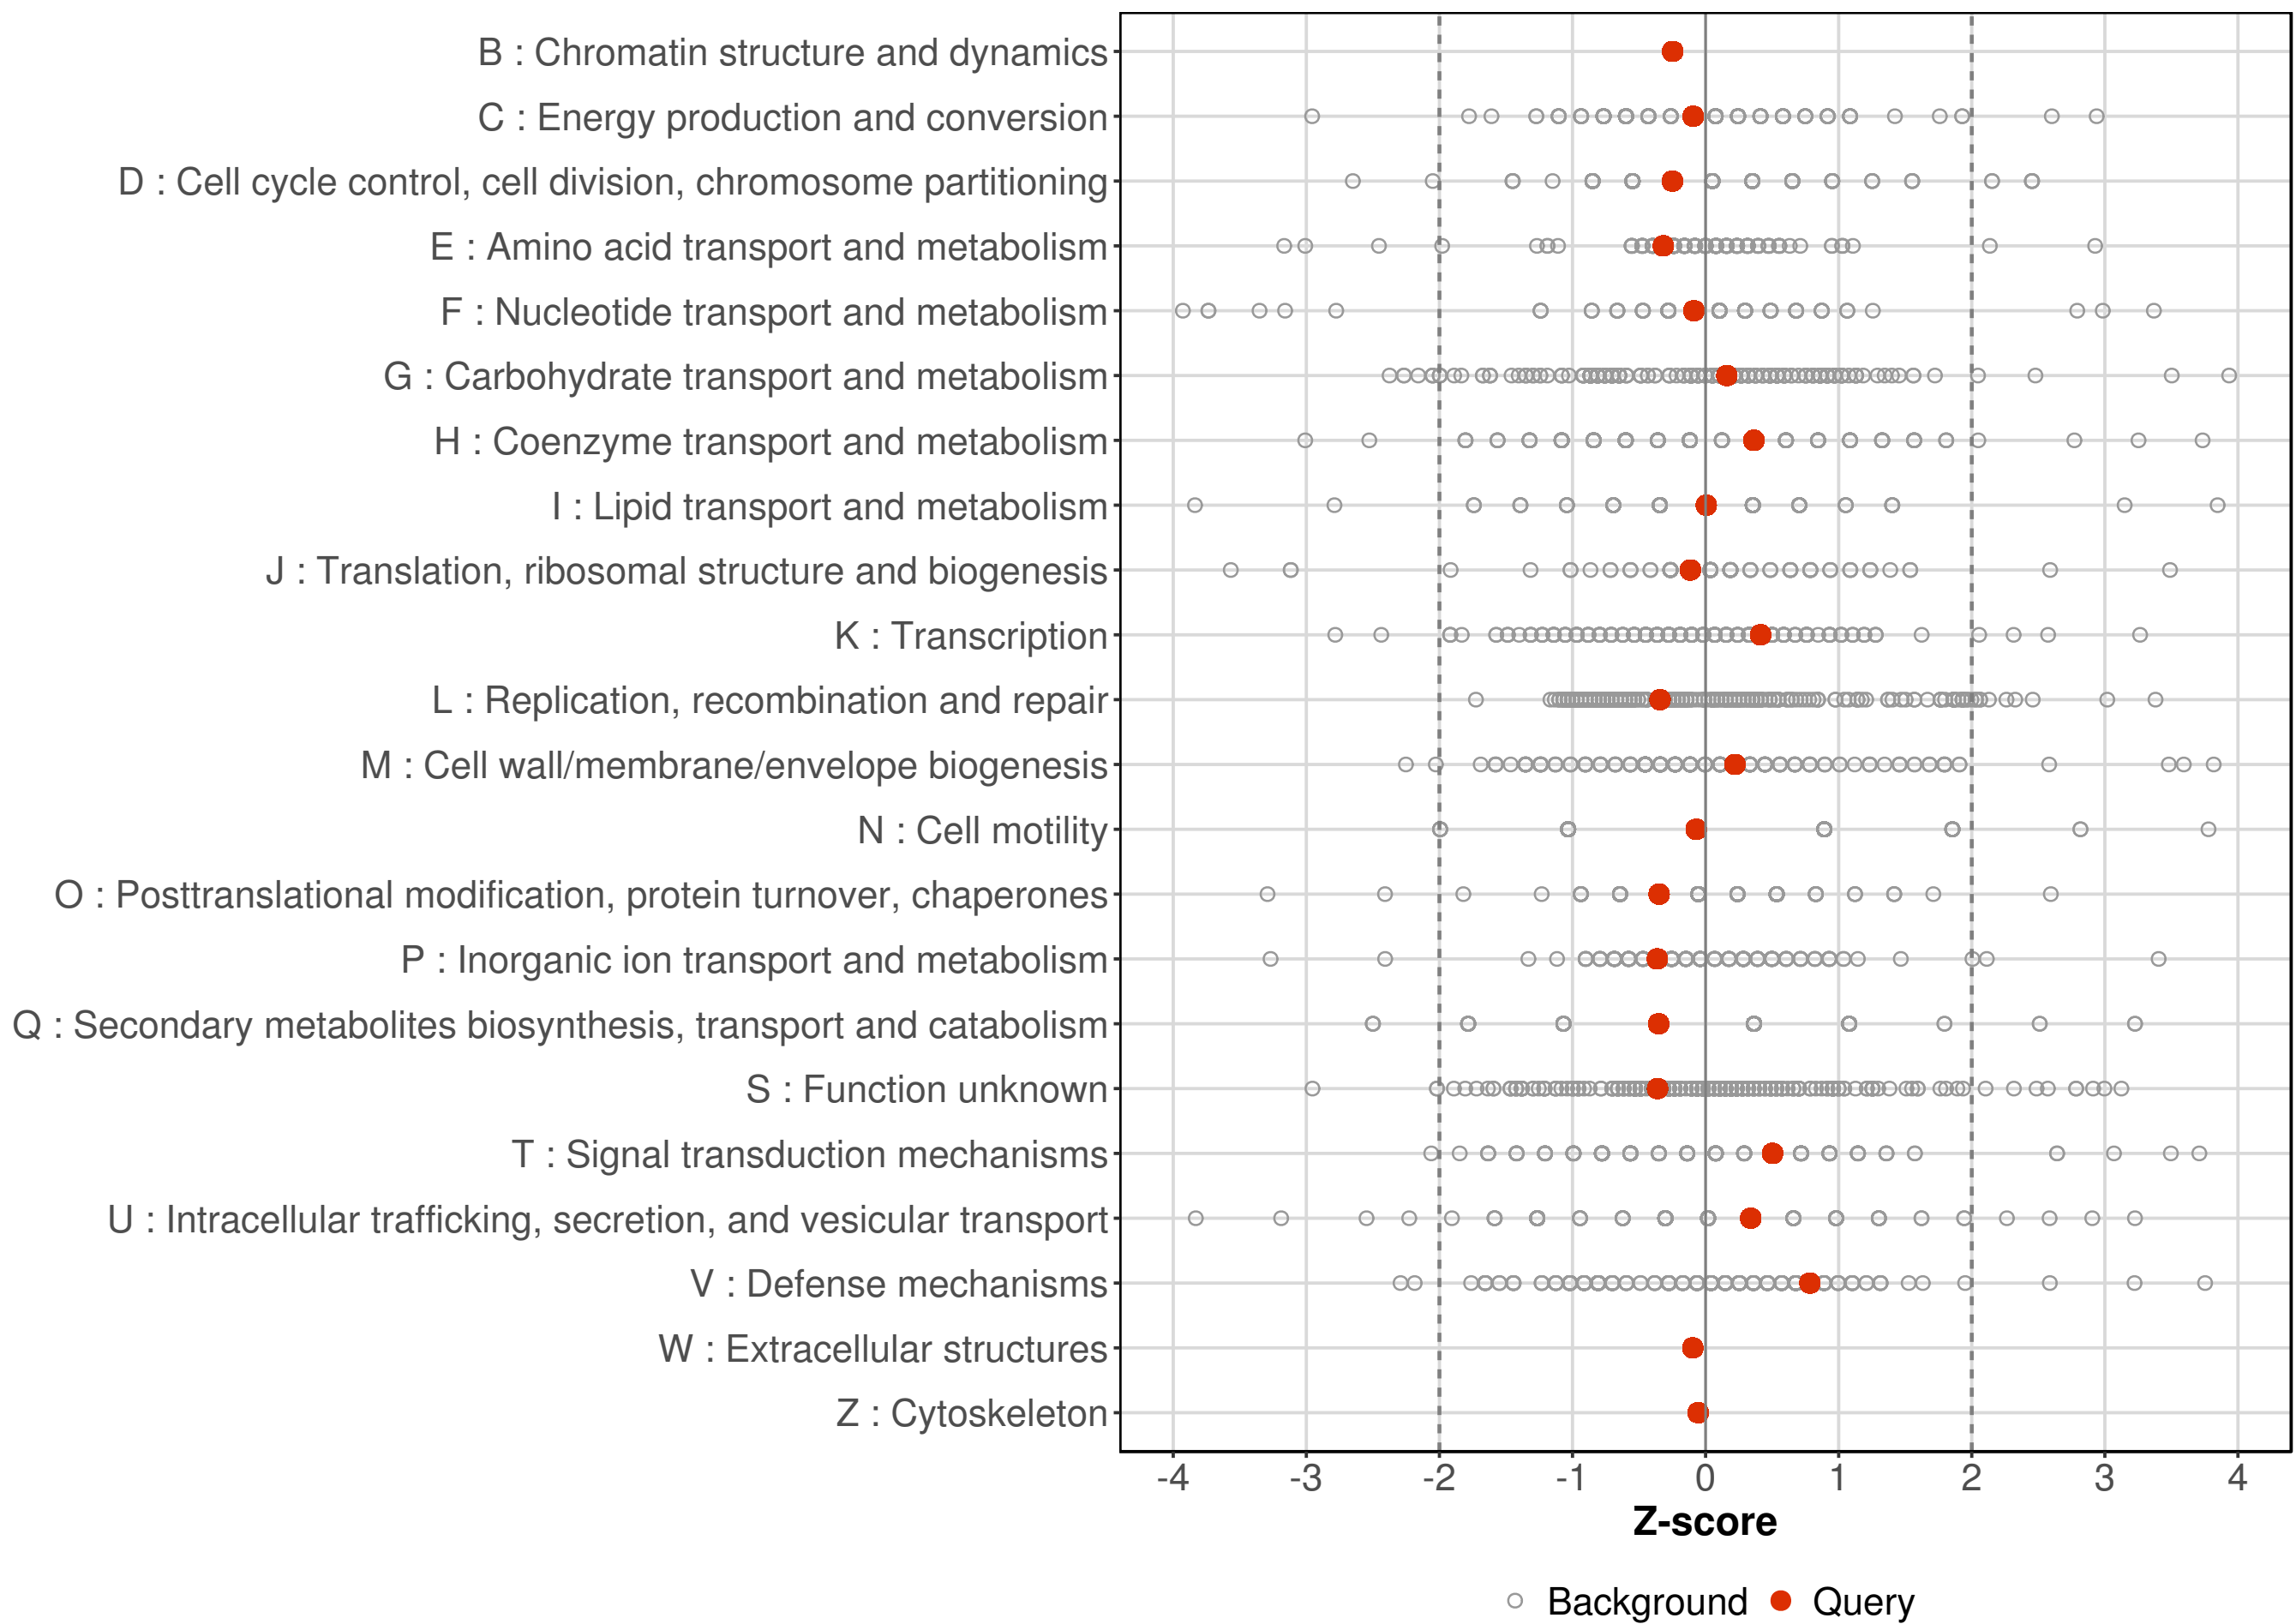 B : Chromatin structure and dynamics
C : Energy production and conversion
D : Cell cycle control, cell division, chromosome partitioning
E : Amino acid transport and metabolism
F : Nucleotide transport and metabolism
G : Carbohydrate transport and metabolism
H : Coenzyme transport and metabolism
I : Lipid transport and metabolism
J : Translation, ribosomal structure and biogenesis
K : Transcription
L : Replication, recombination and repair
M : Cell wall/membrane/envelope biogenesis
N : Cell motility
O : Posttranslational modification, protein turnover, chaperones
P : Inorganic ion transport and metabolism
Q : Secondary metabolites biosynthesis, transport and catabolism
S : Function unknown
T : Signal transduction mechanisms
U : Intracellular trafficking, secretion, and vesicular transport
V : Defense mechanisms
W : Extracellular structures
Z : Cytoskeleton
-4 -3 -2 -1 0 1 2 3 4
Z-score
Background Query